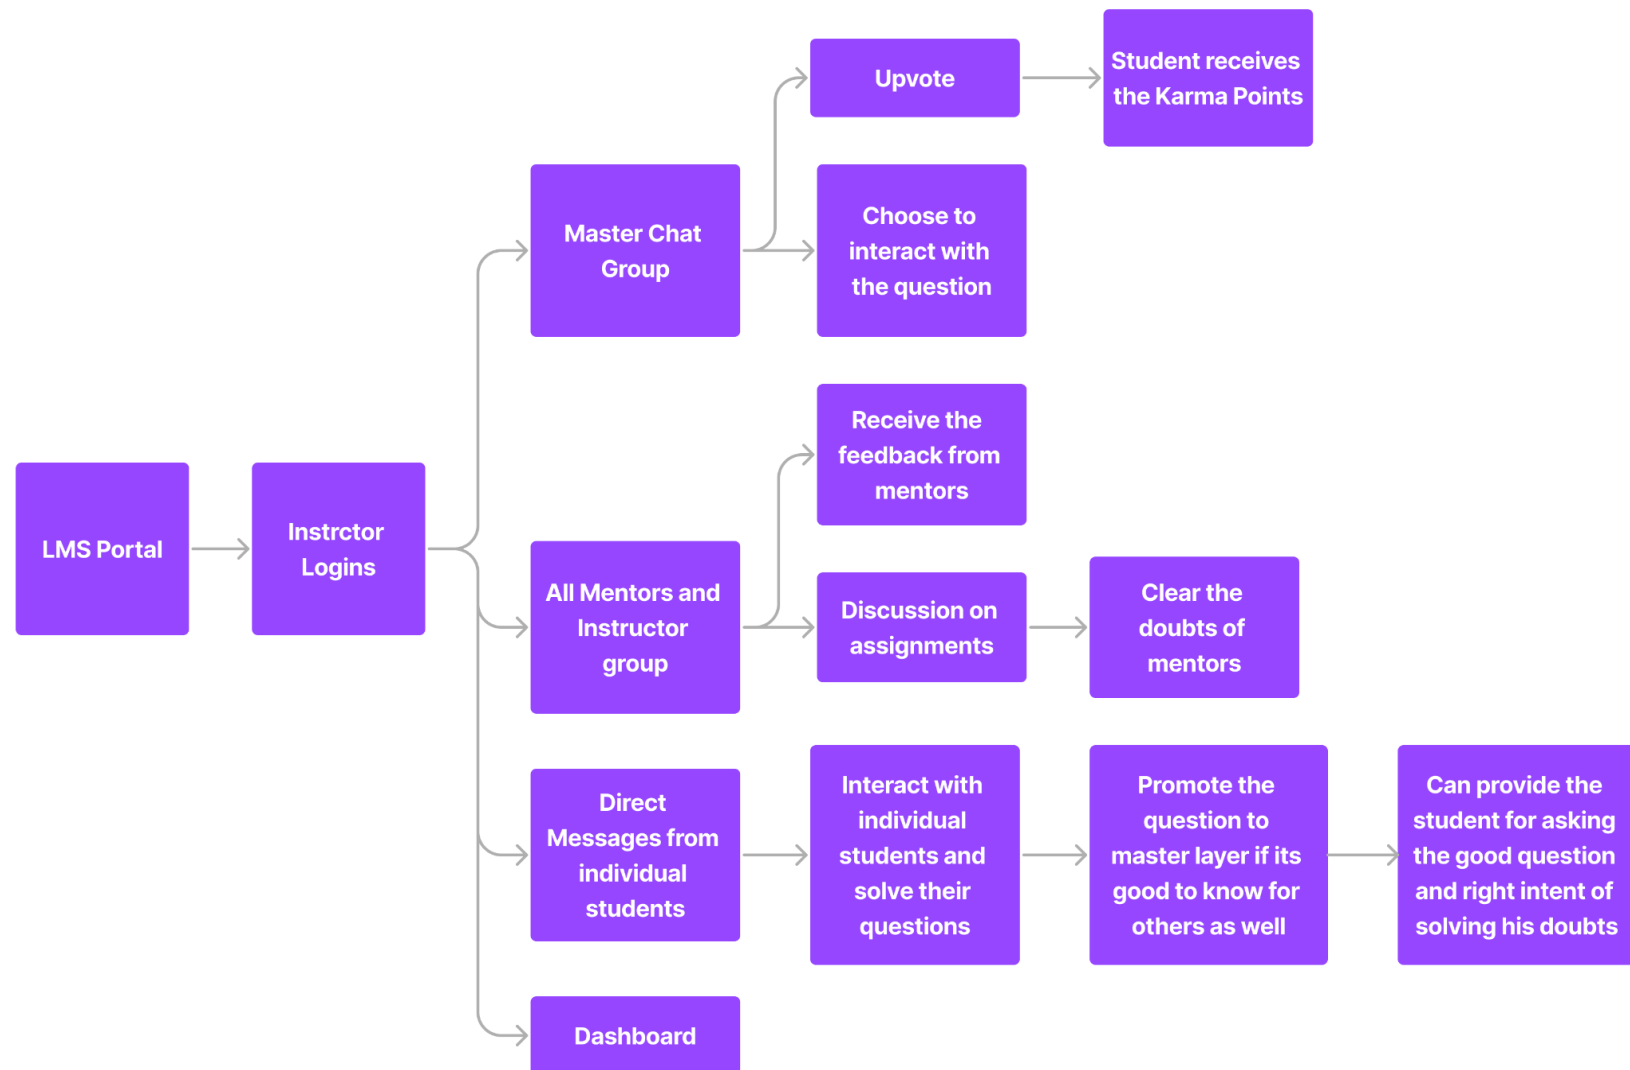 LMS Portal
Instrctor
Logins
Master Chat
Group
Upvote
Student receives
the Karma Points
Choose to
interact with
the question
All Mentors and
Instructor
group
Receive the
feedback from
mentors
Discussion on
assignments
Clear the
doubts of
mentors
Direct
Messages from
individual
students
Interact with
individual
students and
solve their
questions
Promote the
question to
master layer if its
good to know for
others as well
Can provide the
student for asking
the good question
and right intent of
solving his doubts
Dashboard